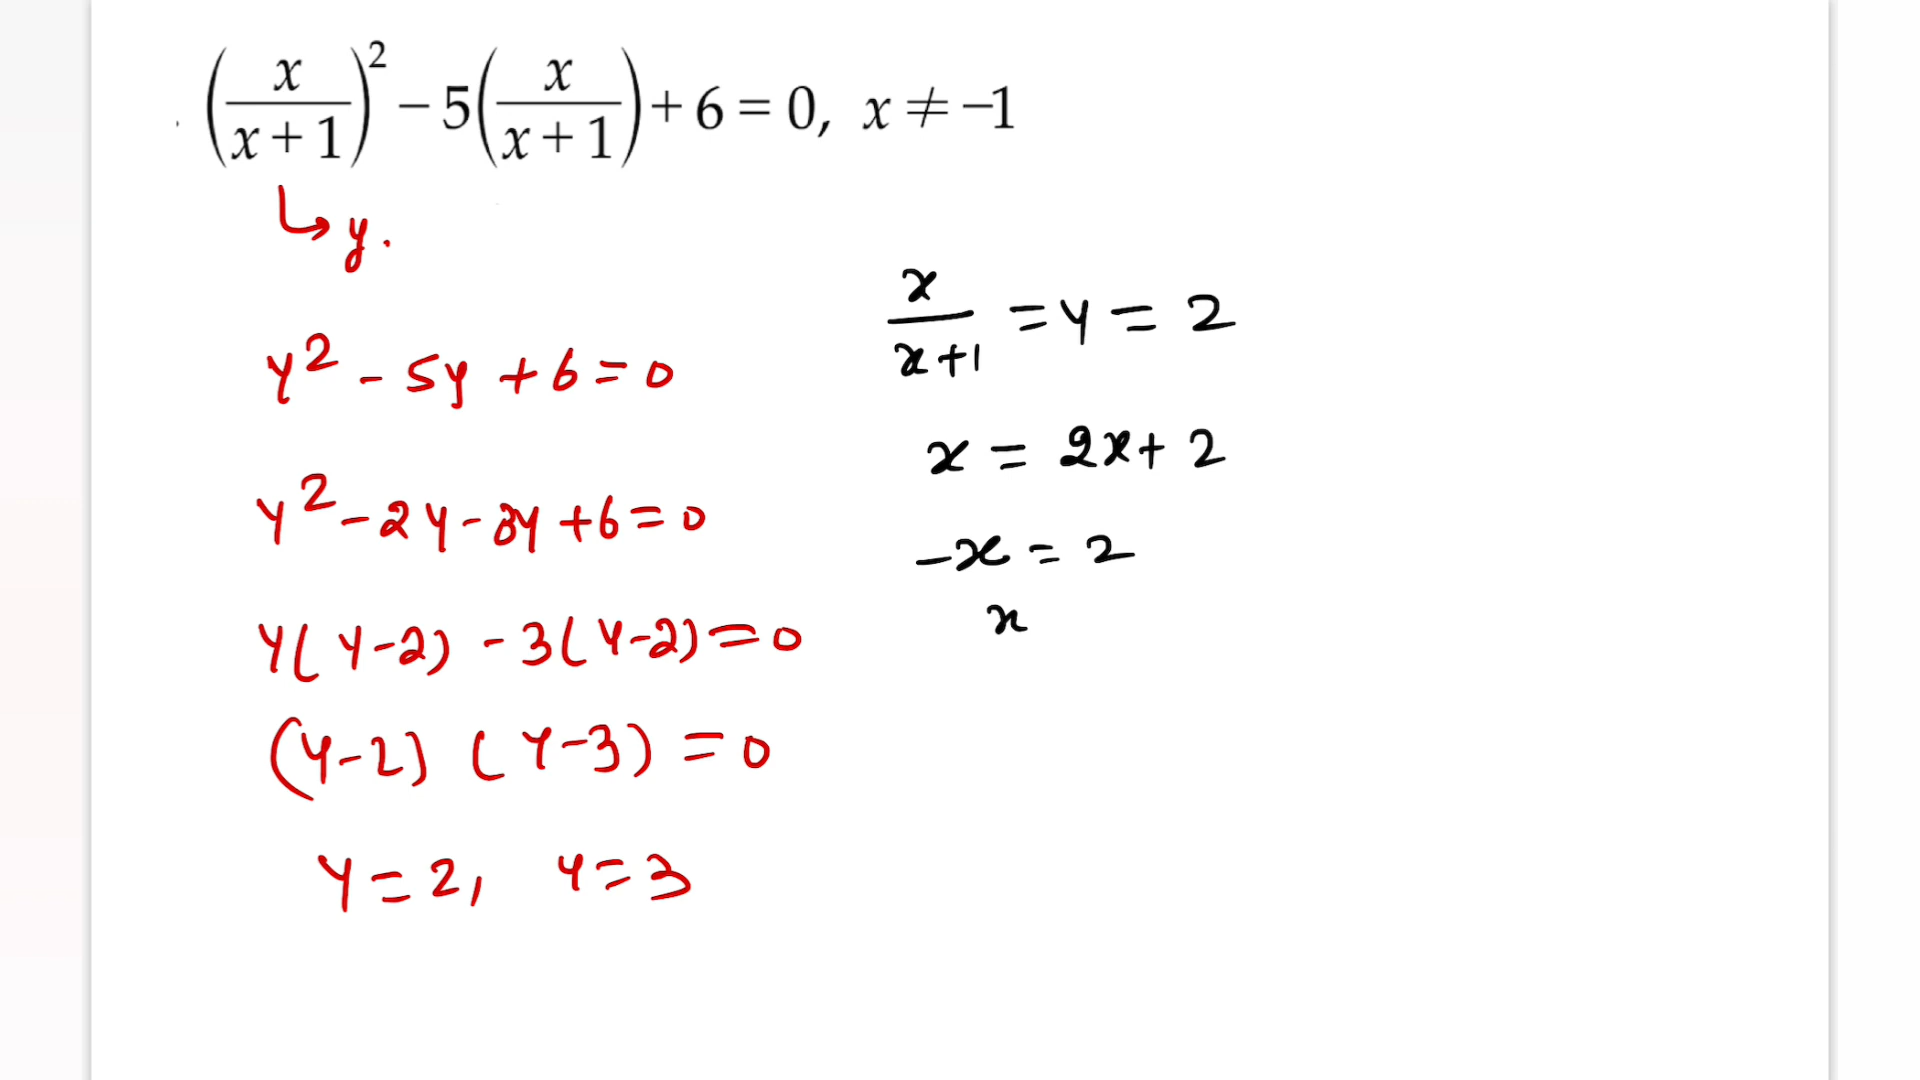 (x/(x+1))² − 5(x/(x+1)) + 6 = 0, x ≠ −1
↳ y.
y² - 5y + 6 = 0
y² - 2y - 3y + 6 = 0
y(y-2) - 3(y-2) = 0
(y-2) (y-3) = 0
y = 2, y = 3
x/(x+1) = y = 2
x = 2x + 2
-x = 2
x